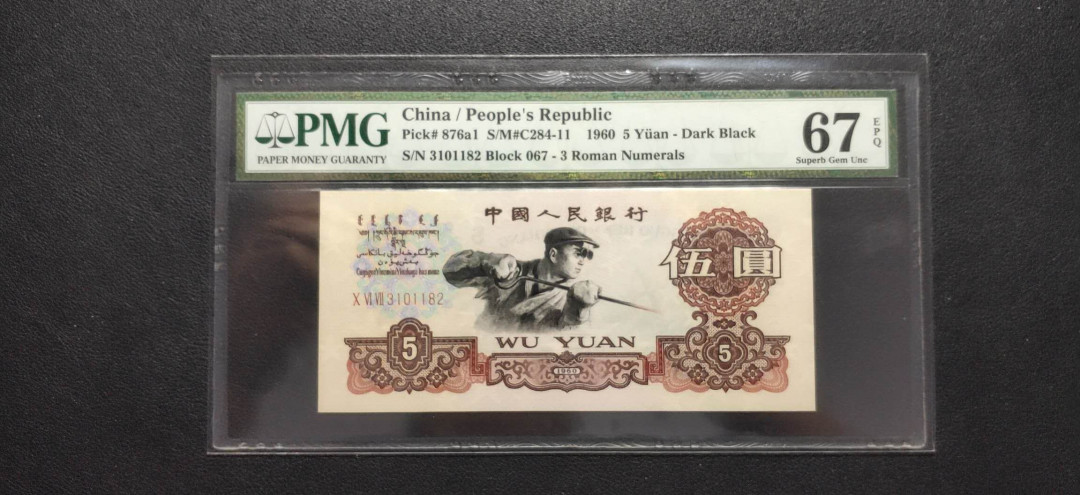 PMG
PAPER MONEY GUARANTY
China / People's Republic
Pick# 876a1 S/M#C284-11 1960 5 Yüan - Dark Black
S/N 3101182 Block 067 - 3 Roman Numerals
67
EPQ
Superb Gem Unc
中國人民銀行
X VI VII 3101182
伍圓
5
WU YUAN
1960
5